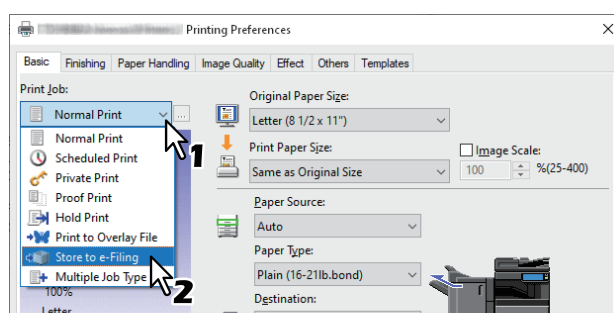 Printing Preferences
Basic Finishing Paper Handling Image Quality Effect Others Templates
Print Job:
Normal Print
1
Normal Print
Scheduled Print
Private Print
Proof Print
Hold Print
Print to Overlay File
Store to e-Filing
Multiple Job Type
2
100%
Letter
Original Paper Size:
Letter (8 1/2 x 11")
Print Paper Size:
Same as Original Size
Image Scale:
100 %(25-400)
Paper Source:
Auto
Paper Type:
Plain (16-21lb.bond)
Destination: